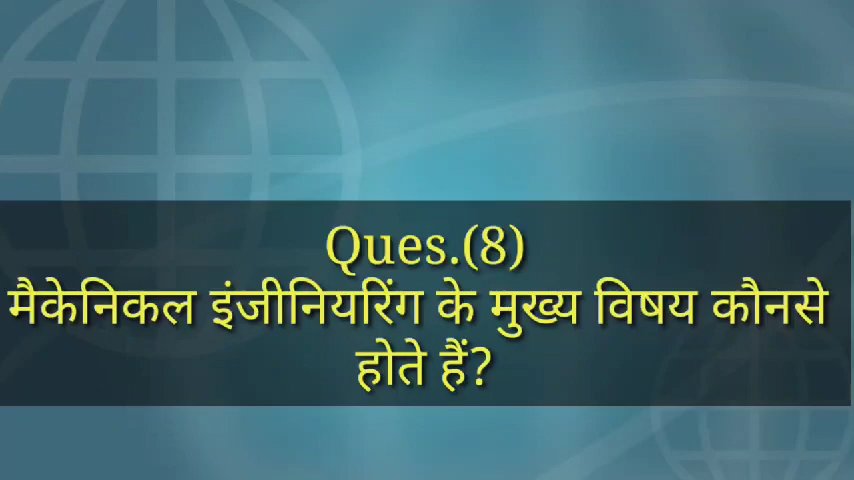 Ques.(8)
मैकेनिकल इंजीनियरिंग के मुख्य विषय कौनसे
होते हैं?